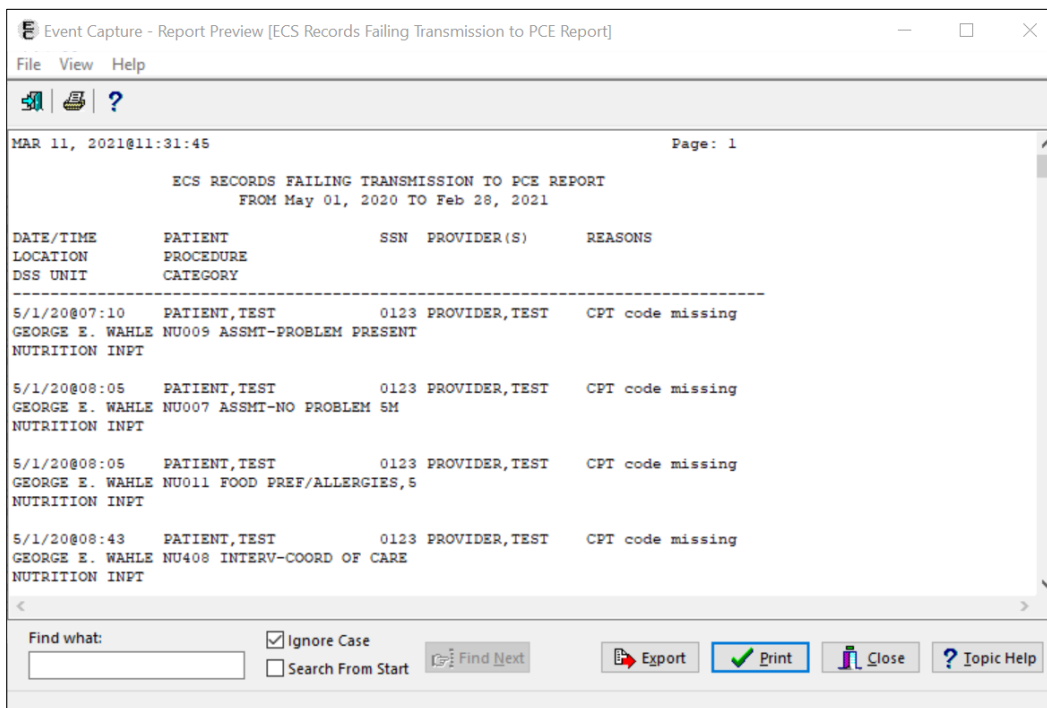 Event Capture - Report Preview [ECS Records Failing Transmission to PCE Report]
File View Help
MAR 11, 2021@11:31:45 Page: 1
ECS RECORDS FAILING TRANSMISSION TO PCE REPORT
FROM May 01, 2020 TO Feb 28, 2021
DATE/TIME PATIENT SSN PROVIDER(S) REASONS
LOCATION PROCEDURE
DSS UNIT CATEGORY
--------------------------------------------------------------------------------
5/1/20@07:10 PATIENT,TEST 0123 PROVIDER,TEST CPT code missing
GEORGE E. WAHLE NU009 ASSMT-PROBLEM PRESENT
NUTRITION INPT
5/1/20@08:05 PATIENT,TEST 0123 PROVIDER,TEST CPT code missing
GEORGE E. WAHLE NU007 ASSMT-NO PROBLEM 5M
NUTRITION INPT
5/1/20@08:05 PATIENT,TEST 0123 PROVIDER,TEST CPT code missing
GEORGE E. WAHLE NU011 FOOD PREF/ALLERGIES,5
NUTRITION INPT
5/1/20@08:43 PATIENT,TEST 0123 PROVIDER,TEST CPT code missing
GEORGE E. WAHLE NU408 INTERV-COORD OF CARE
NUTRITION INPT
Find what:
Ignore Case
Search From Start
Find Next
Export
Print
Close
Topic Help